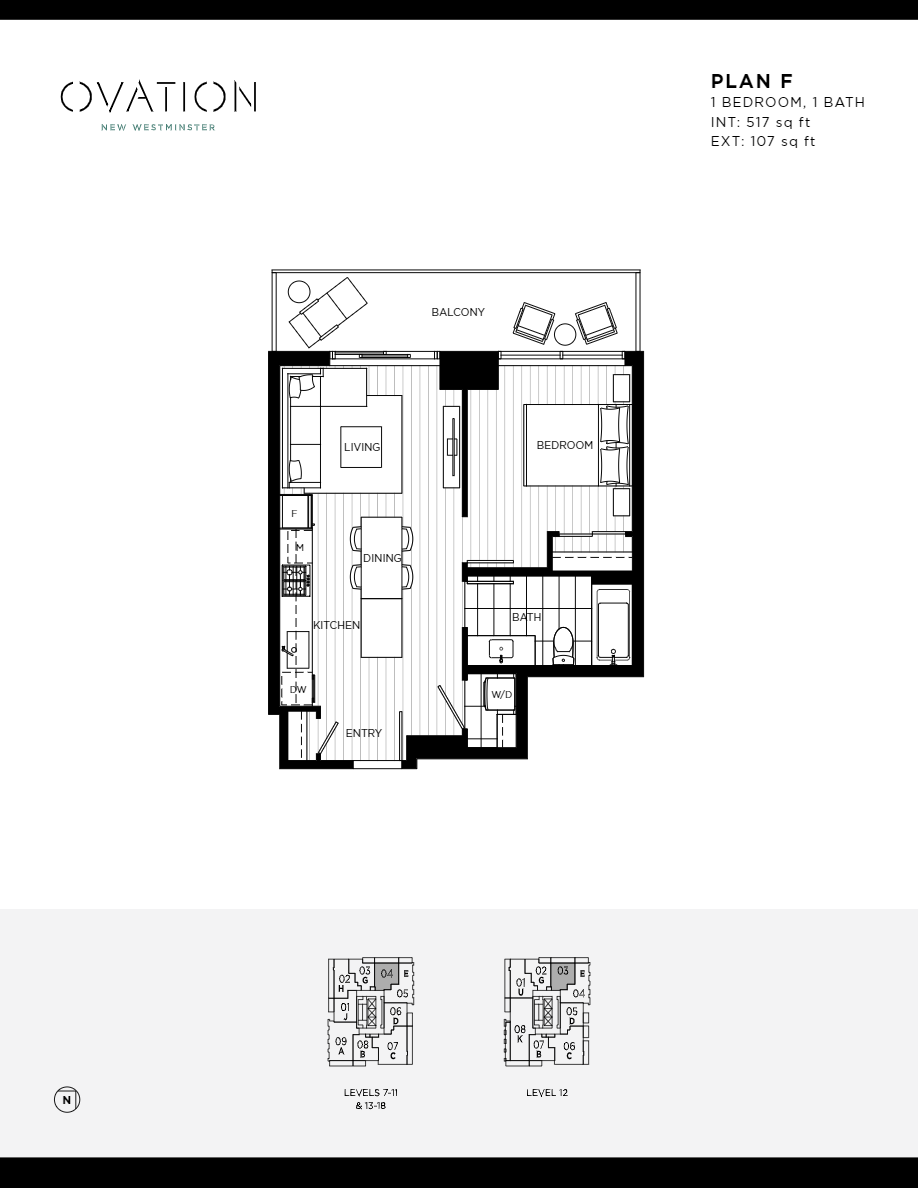 OVATION
NEW WESTMINSTER
PLAN F
1 BEDROOM, 1 BATH
INT: 517 sq ft
EXT: 107 sq ft
BALCONY
LIVING
BEDROOM
F
M
DINING
KITCHEN
BATH
DW
W/D
ENTRY
02
H
03
G
04
E
05
01
J
06
D
09
A
08
B
07
C
LEVELS 7-11
& 13-18
01
U
02
G
03
E
04
05
D
08
K
07
B
06
C
LEVEL 12
N